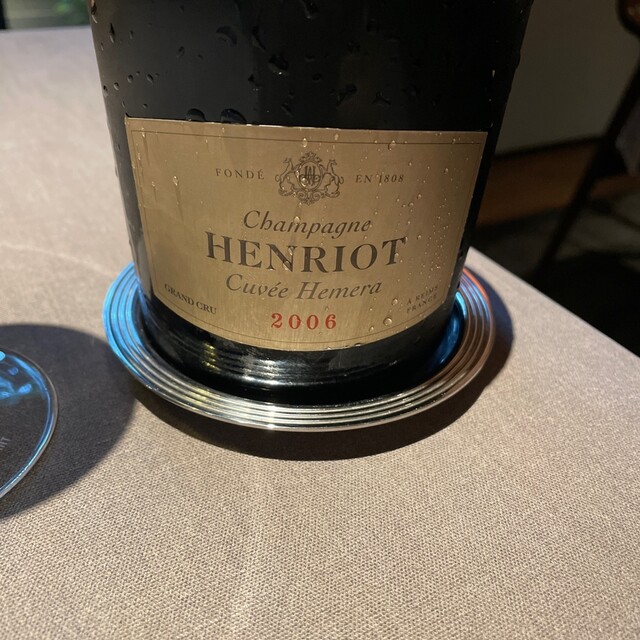 FONDÉ EN 1808
Champagne
HENRIOT
Cuvée Hemera
GRAND CRU
À REIMS
FRANCE
2006